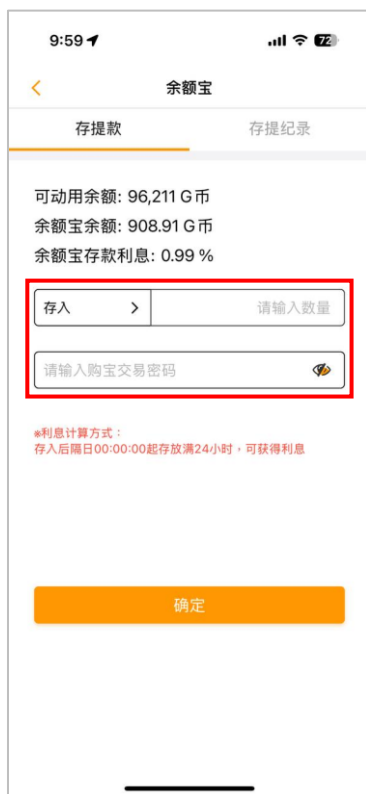 9:59
72
余额宝
存提款
存提纪录
可动用余额: 96,211 G币
余额宝余额: 908.91 G币
余额宝存款利息: 0.99 %
存入
请输入数量
请输入购宝交易密码
*利息计算方式：
存入后隔日00:00:00起存放满24小时，可获得利息
确定